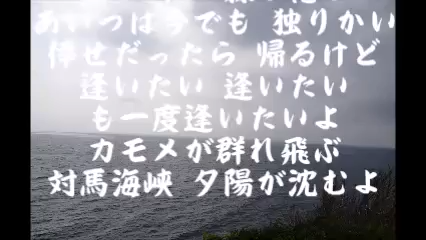 あいつは今でも 独りかい
倖せだったら 帰るけど
逢いたい 逢いたい
も一度逢いたいよ
カモメが群れ飛ぶ
対馬海峡 夕陽が沈むよ